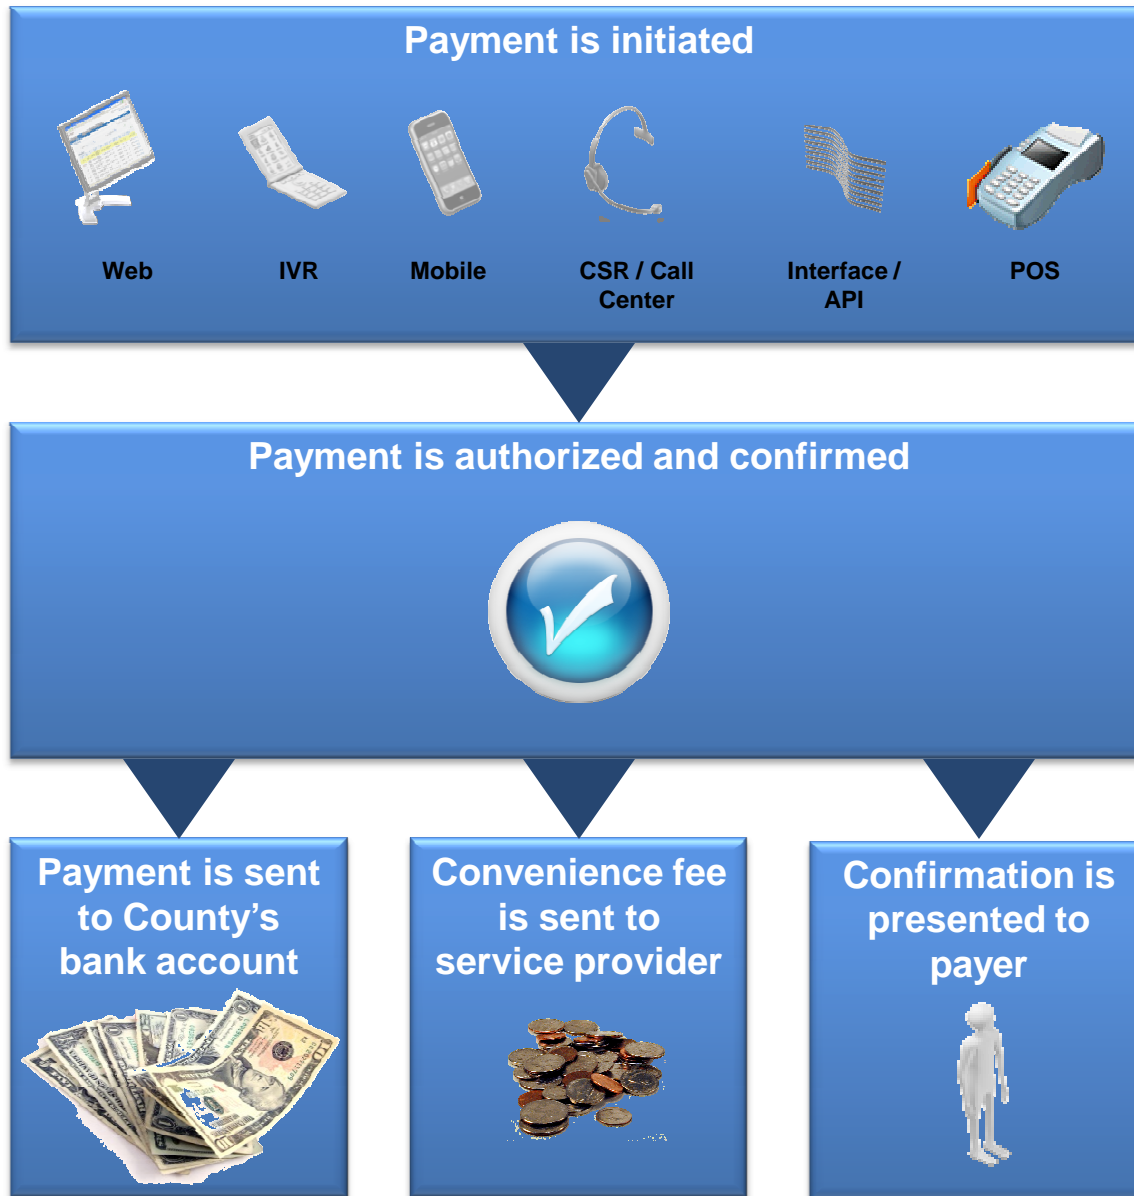 Payment is initiated
Web
IVR
Mobile
CSR / Call
Center
Interface /
API
POS
Payment is authorized and confirmed
Payment is sent
to County’s
bank account
Convenience fee
is sent to
service provider
Confirmation is
presented to
payer